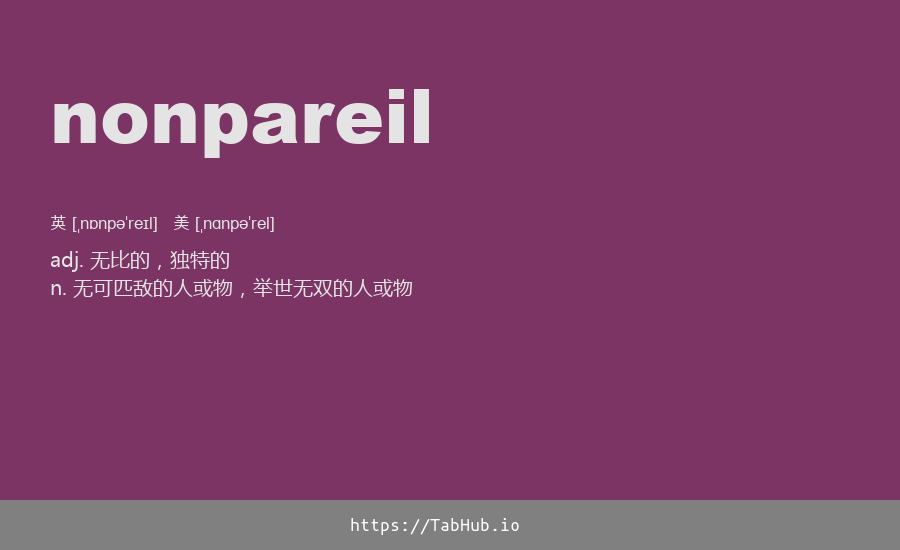 nonpareil
英 [ˌnɒnpəˈreɪl] 美 [ˌnɑnpəˈrel]
adj. 无比的，独特的
n. 无可匹敌的人或物，举世无双的人或物
https://TabHub.io